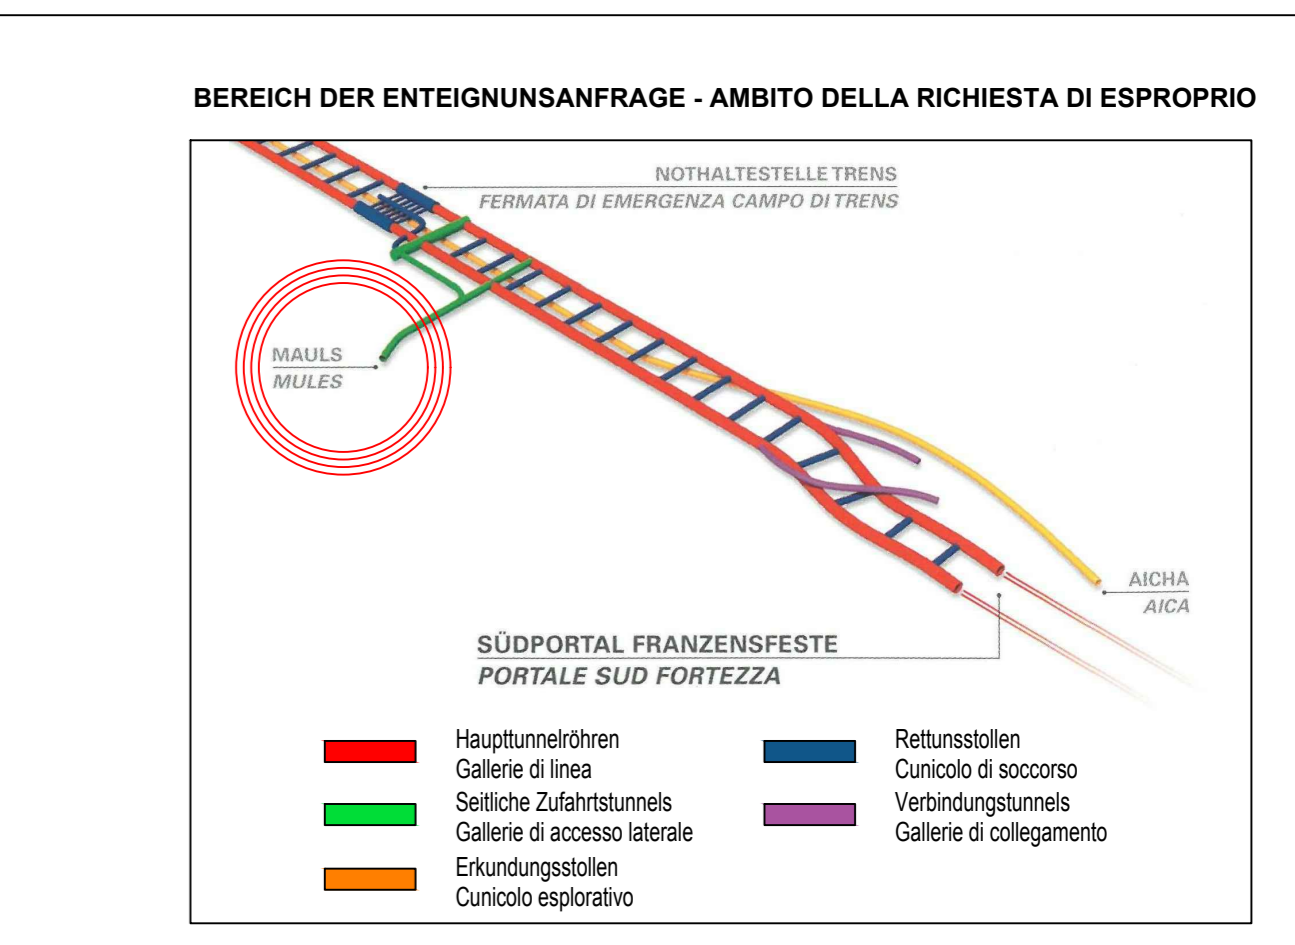 BEREICH DER ENTEIGNUNSANFRAGE - AMBITO DELLA RICHIESTA DI ESPROPRIO
NOTHALTESTELLE TRENS
FERMATA DI EMERGENZA CAMPO DI TRENS
MAULS
MULES
AICHA
AICA
SÜDPORTAL FRANZENSFESTE
PORTALE SUD FORTEZZA
Haupttunnelröhren
Gallerie di linea
Seitliche Zufahrtstunnels
Gallerie di accesso laterale
Erkundungsstollen
Cunicolo esplorativo
Rettunsstollen
Cunicolo di soccorso
Verbindungstunnels
Gallerie di collegamento